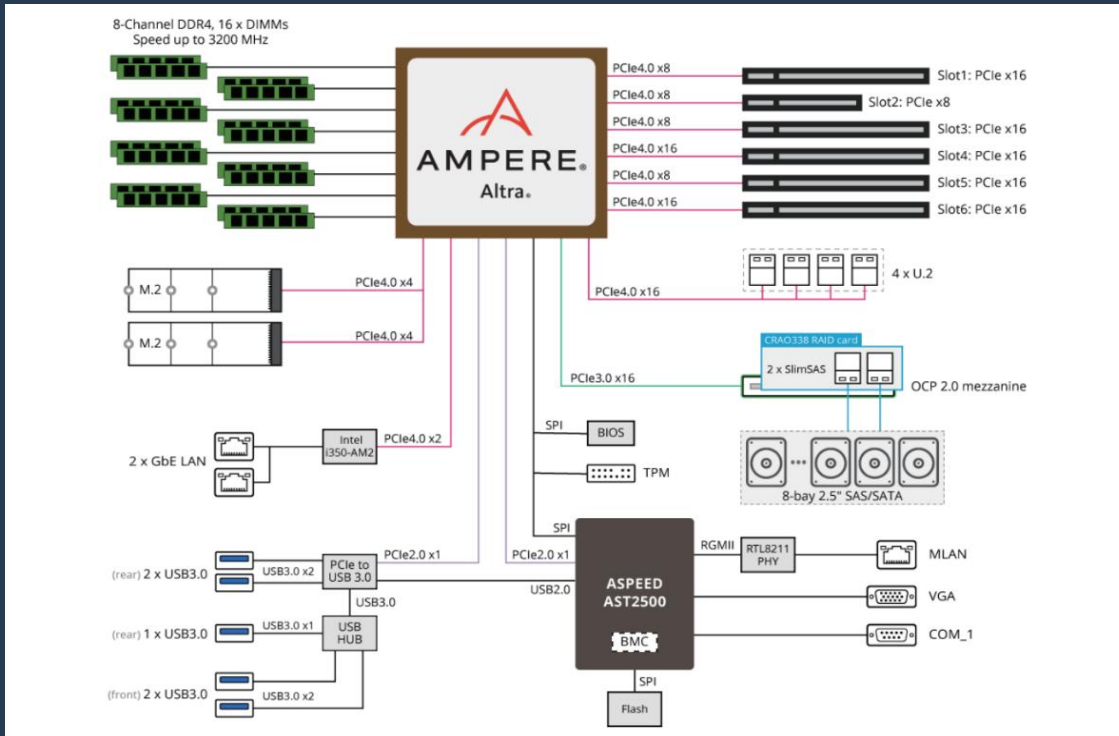 8-Channel DDR4, 16 x DIMMs
Speed up to 3200 MHz
AMPERE®
Altra®
PCIe4.0 x8
Slot1: PCIe x16
PCIe4.0 x8
Slot2: PCIe x8
PCIe4.0 x8
Slot3: PCIe x16
PCIe4.0 x16
Slot4: PCIe x16
PCIe4.0 x8
Slot5: PCIe x16
PCIe4.0 x16
Slot6: PCIe x16
M.2
PCIe4.0 x4
M.2
PCIe4.0 x4
PCIe4.0 x16
4 x U.2
CRAO338 RAID card
2 x SlimSAS
PCIe3.0 x16
OCP 2.0 mezzanine
8-bay 2.5" SAS/SATA
2 x GbE LAN
Intel
i350-AM2
PCIe4.0 x2
SPI
BIOS
TPM
SPI
PCIe2.0 x1
PCIe2.0 x1
(rear) 2 x USB3.0
USB3.0 x2
PCIe to
USB 3.0
USB3.0
USB2.0
(rear) 1 x USB3.0
USB3.0 x1
USB
HUB
(front) 2 x USB3.0
USB3.0 x2
ASPEED
AST2500
BMC
SPI
Flash
RGMII
RTL8211
PHY
MLAN
VGA
COM_1